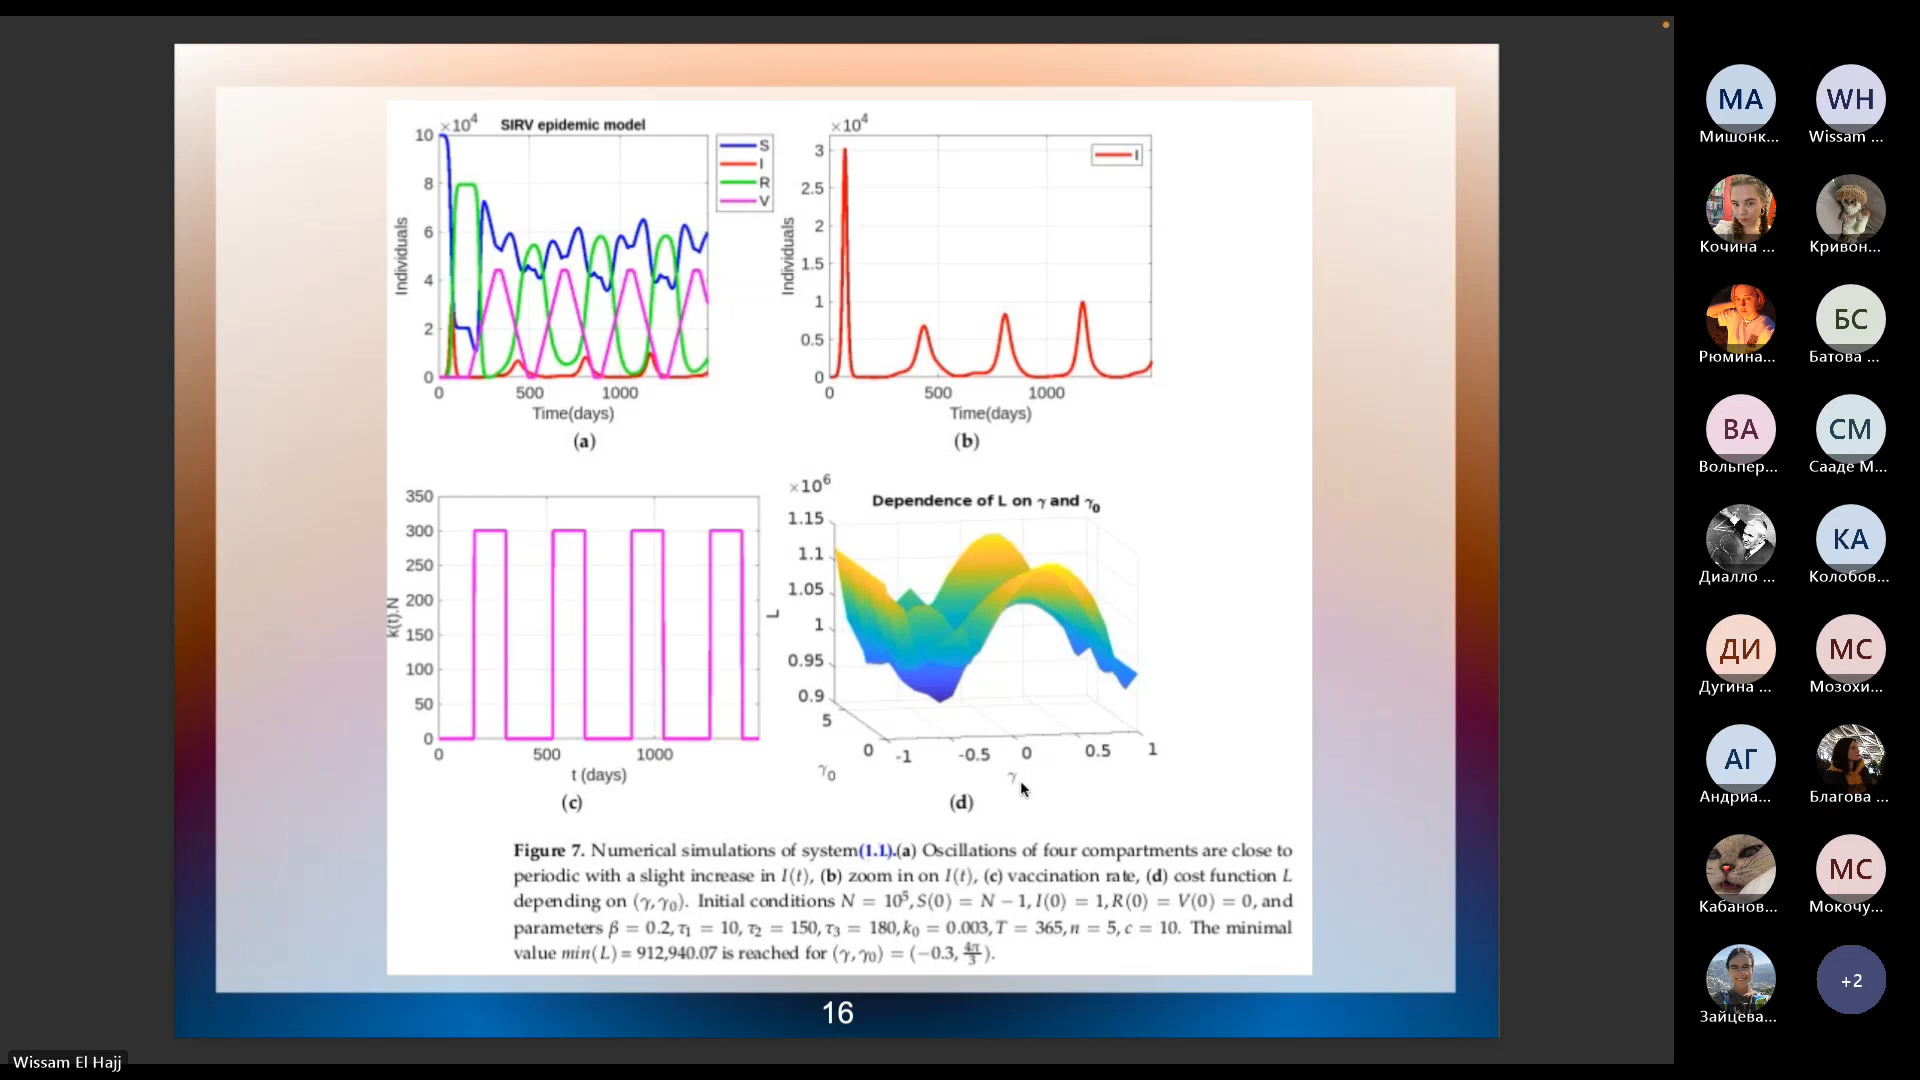 ×10⁴
SIRV epidemic model
10
8
6
4
2
0
Individuals
0
500
1000
Time(days)
S
I
R
V
(a)
×10⁴
3
2.5
2
1.5
1
0.5
0
Individuals
I
0
500
1000
Time(days)
(b)
350
300
250
200
150
100
50
0
k(t).N
0
500
1000
t (days)
(c)
×10⁶
Dependence of L on γ and γ₀
1.15
1.1
1.05
1
0.95
0.9
L
5
0
γ₀
-1
-0.5
0
0.5
1
γ
(d)
Figure 7. Numerical simulations of system(1.1).(a) Oscillations of four compartments are close to
periodic with a slight increase in I(t), (b) zoom in on I(t), (c) vaccination rate, (d) cost function L
depending on (γ, γ₀). Initial conditions N = 10⁵, S(0) = N − 1, I(0) = 1, R(0) = V(0) = 0, and
parameters β = 0.2, τ₁ = 10, τ₂ = 150, τ₃ = 180, k₀ = 0.003, T = 365, n = 5, c = 10. The minimal
value min(L) = 912,940.07 is reached for (γ, γ₀) = (−0.3, 4π/3).
16
Wissam El Hajj
МА
Мишонк...
WH
Wissam ...
Кочина ...
Кривон...
Рюмина...
БС
Батова ...
ВА
Вольпер...
СМ
Сааде М...
Диалло ...
КА
Колобов...
ДИ
Дугина ...
МС
Мозохи...
АГ
Андриа...
Благова ...
Кабанов...
МС
Мокочу...
Зайцева...
+2